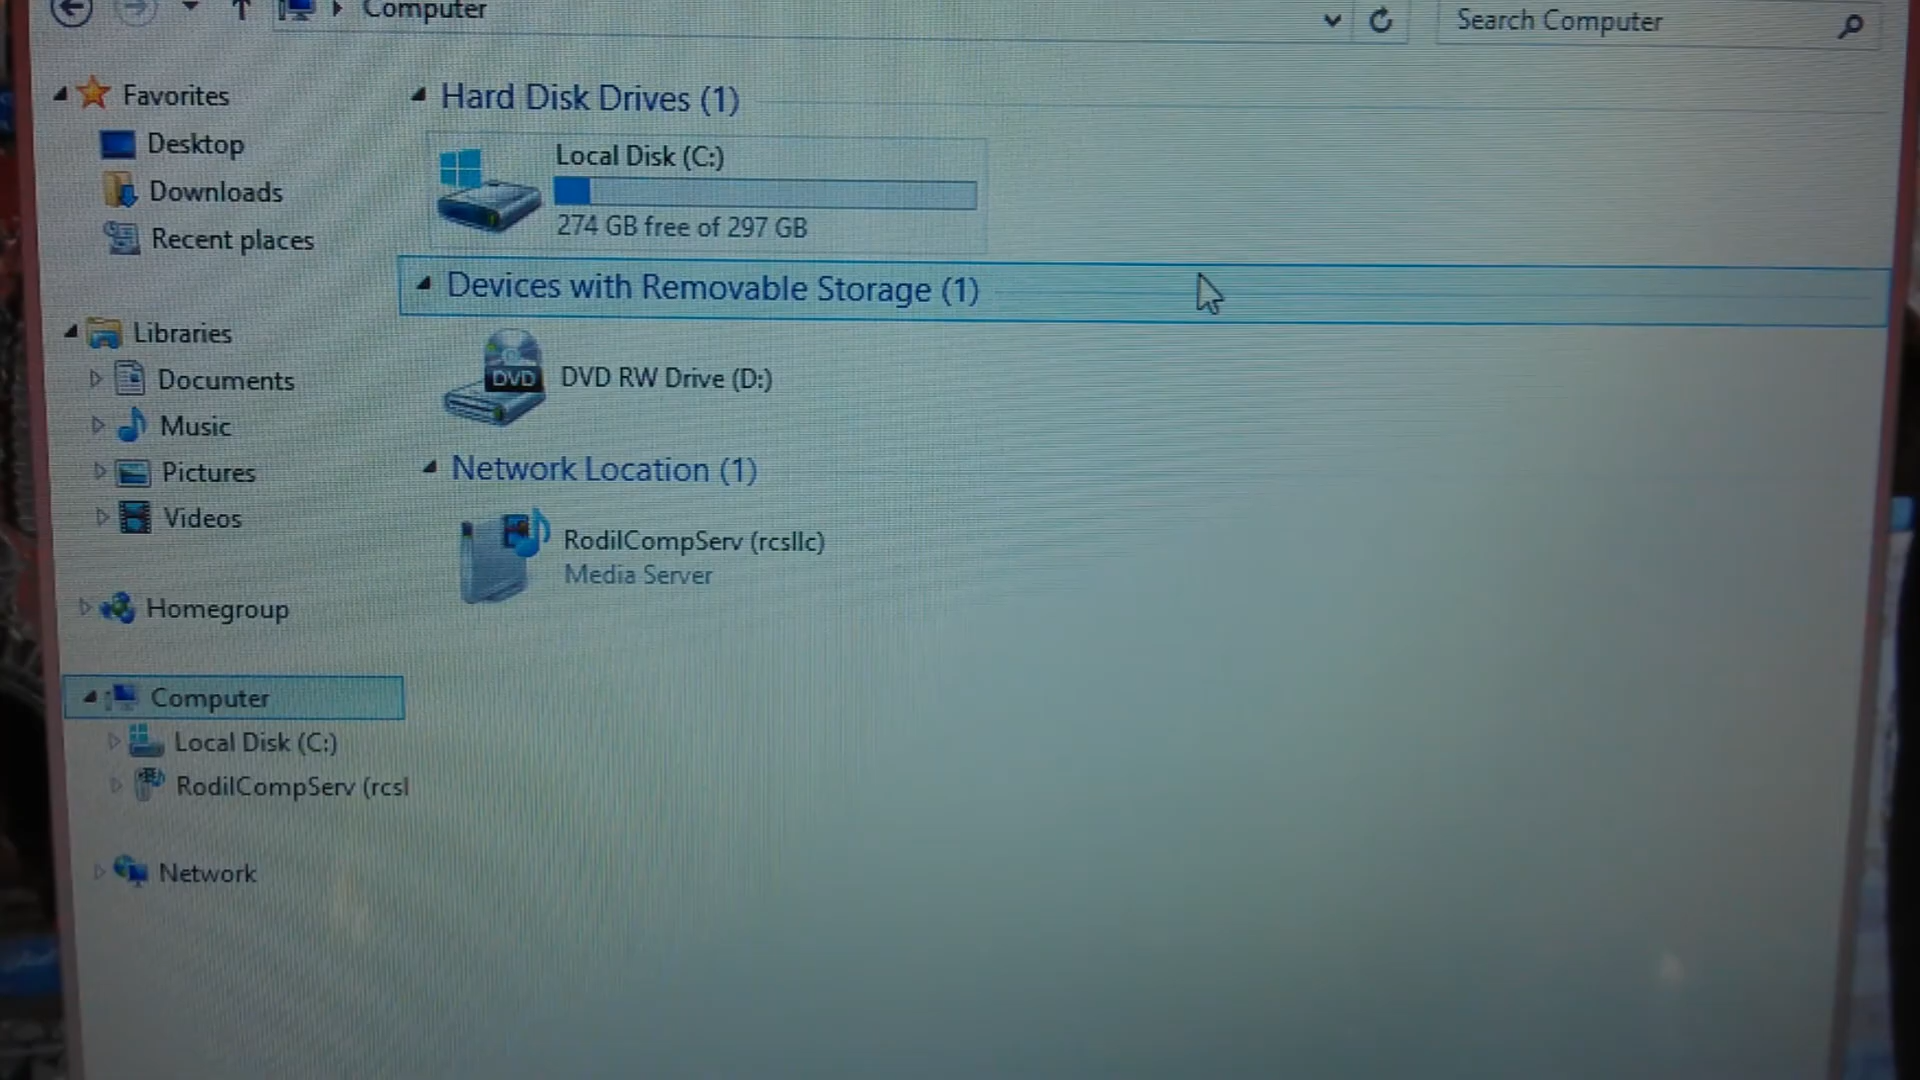 Computer
Search Computer
Favorites
Desktop
Downloads
Recent places
Libraries
Documents
Music
Pictures
Videos
Homegroup
Computer
Local Disk (C:)
RodilCompServ (rcsl
Network
Hard Disk Drives (1)
Local Disk (C:)
274 GB free of 297 GB
Devices with Removable Storage (1)
DVD
DVD RW Drive (D:)
Network Location (1)
RodilCompServ (rcsllc)
Media Server